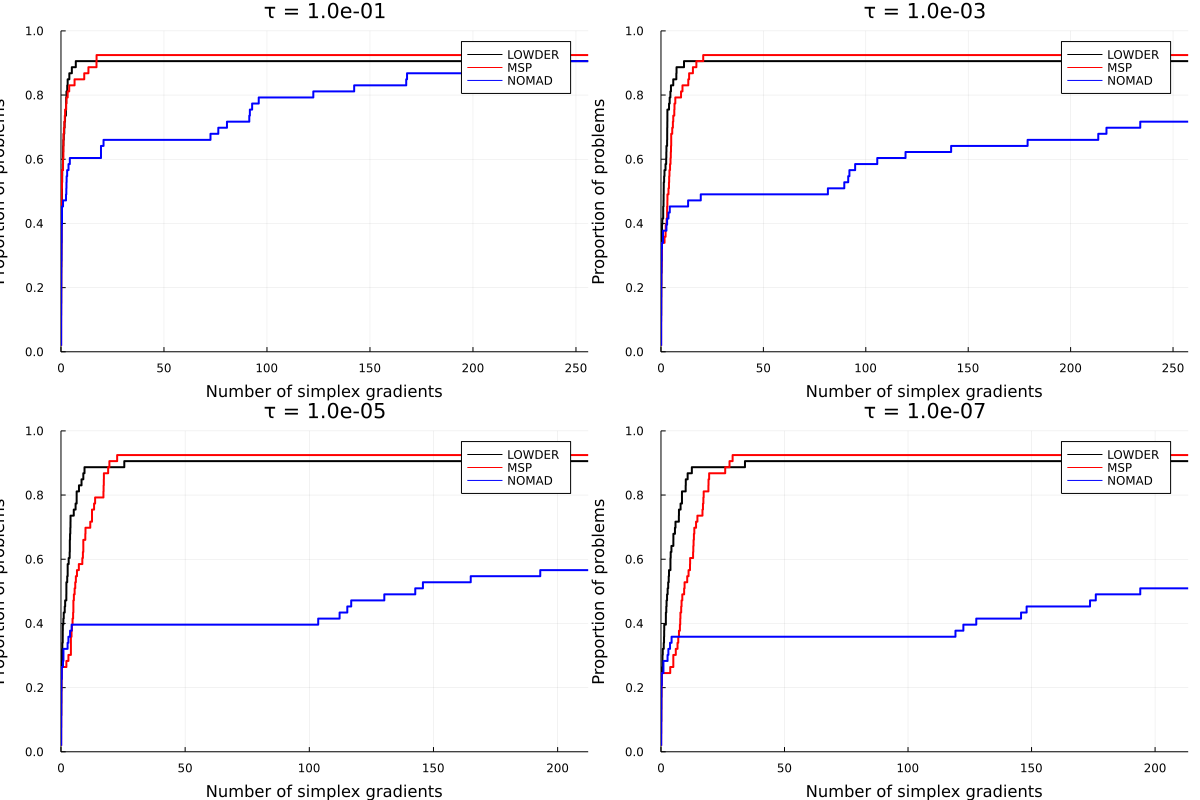 τ = 1.0e-01
1.0
0.8
0.6
0.4
0.2
0.0
Proportion of problems
LOWDER
MSP
NOMAD
0 50 100 150 200 250
Number of simplex gradients
τ = 1.0e-03
1.0
0.8
0.6
0.4
0.2
0.0
Proportion of problems
LOWDER
MSP
NOMAD
0 50 100 150 200 250
Number of simplex gradients
τ = 1.0e-05
1.0
0.8
0.6
0.4
0.2
0.0
Proportion of problems
LOWDER
MSP
NOMAD
0 50 100 150 200
Number of simplex gradients
τ = 1.0e-07
1.0
0.8
0.6
0.4
0.2
0.0
Proportion of problems
LOWDER
MSP
NOMAD
0 50 100 150 200
Number of simplex gradients